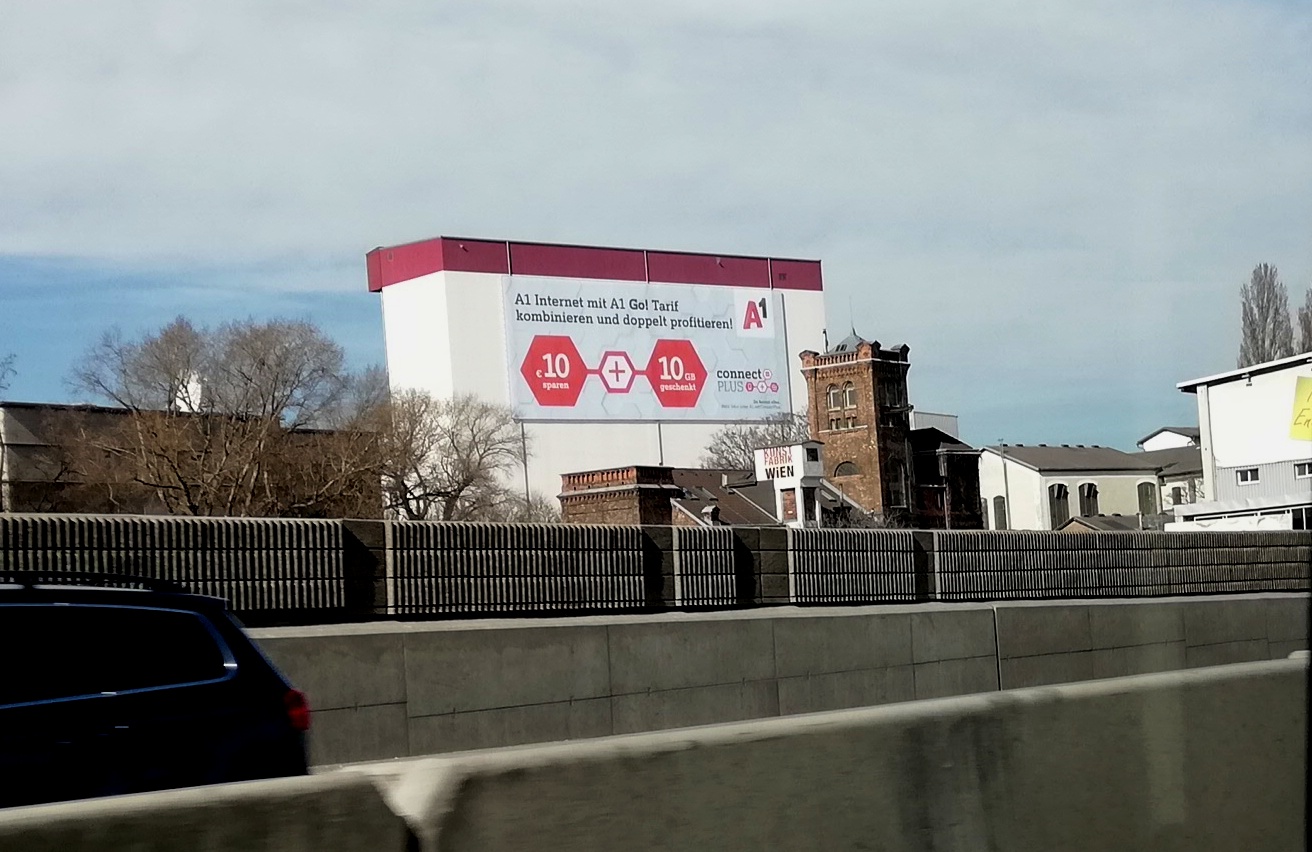 A1 Internet mit A1 Go! Tarif
kombinieren und doppelt profitieren!
A1
€ 10
sparen
+
10 GB
geschenkt
connect
PLUS
KUNST
FABRIK
WiEN